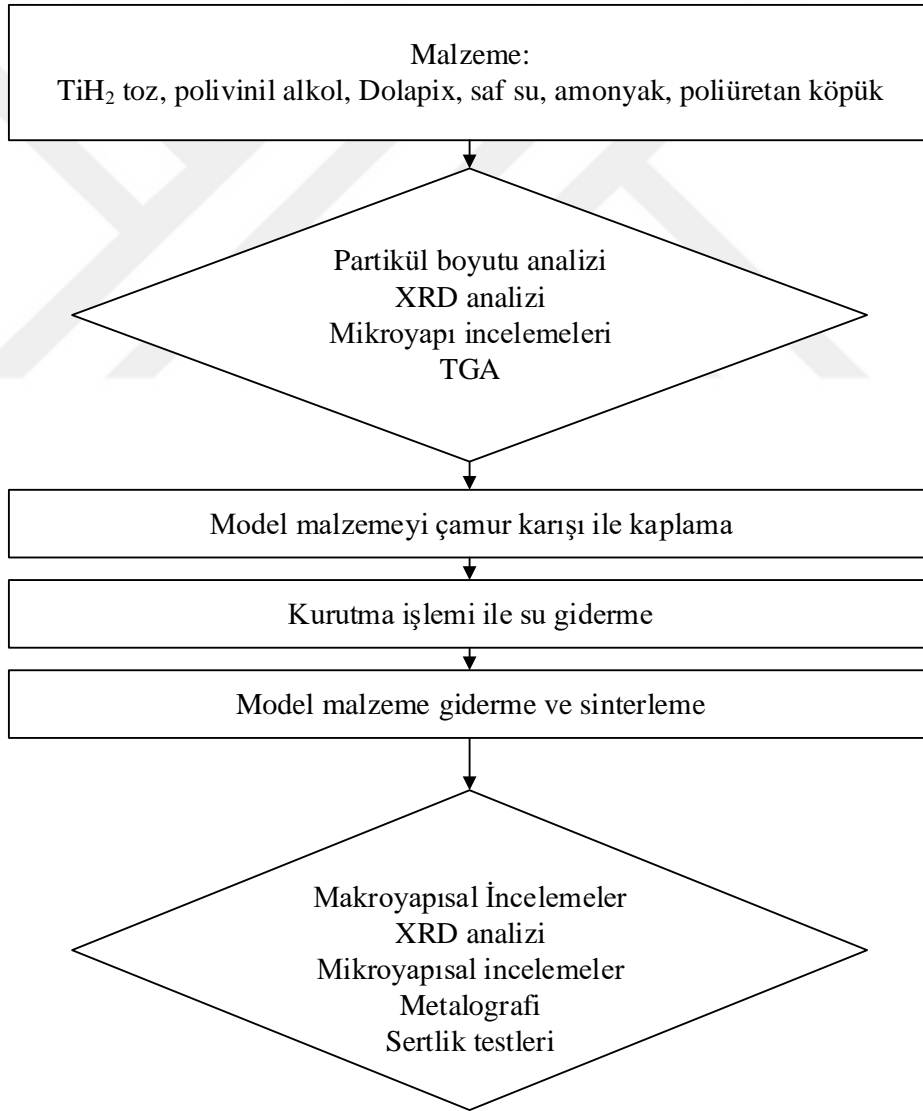 Malzeme:
TiH₂ toz, polivinil alkol, Dolapix, saf su, amonyak, poliüretan köpük
Partikül boyutu analizi
XRD analizi
Mikroyapı incelemeleri
TGA
Model malzemeyi çamur karışı ile kaplama
Kurutma işlemi ile su giderme
Model malzeme giderme ve sinterleme
Makroyapısal İncelemeler
XRD analizi
Mikroyapısal incelemeler
Metalografi
Sertlik testleri